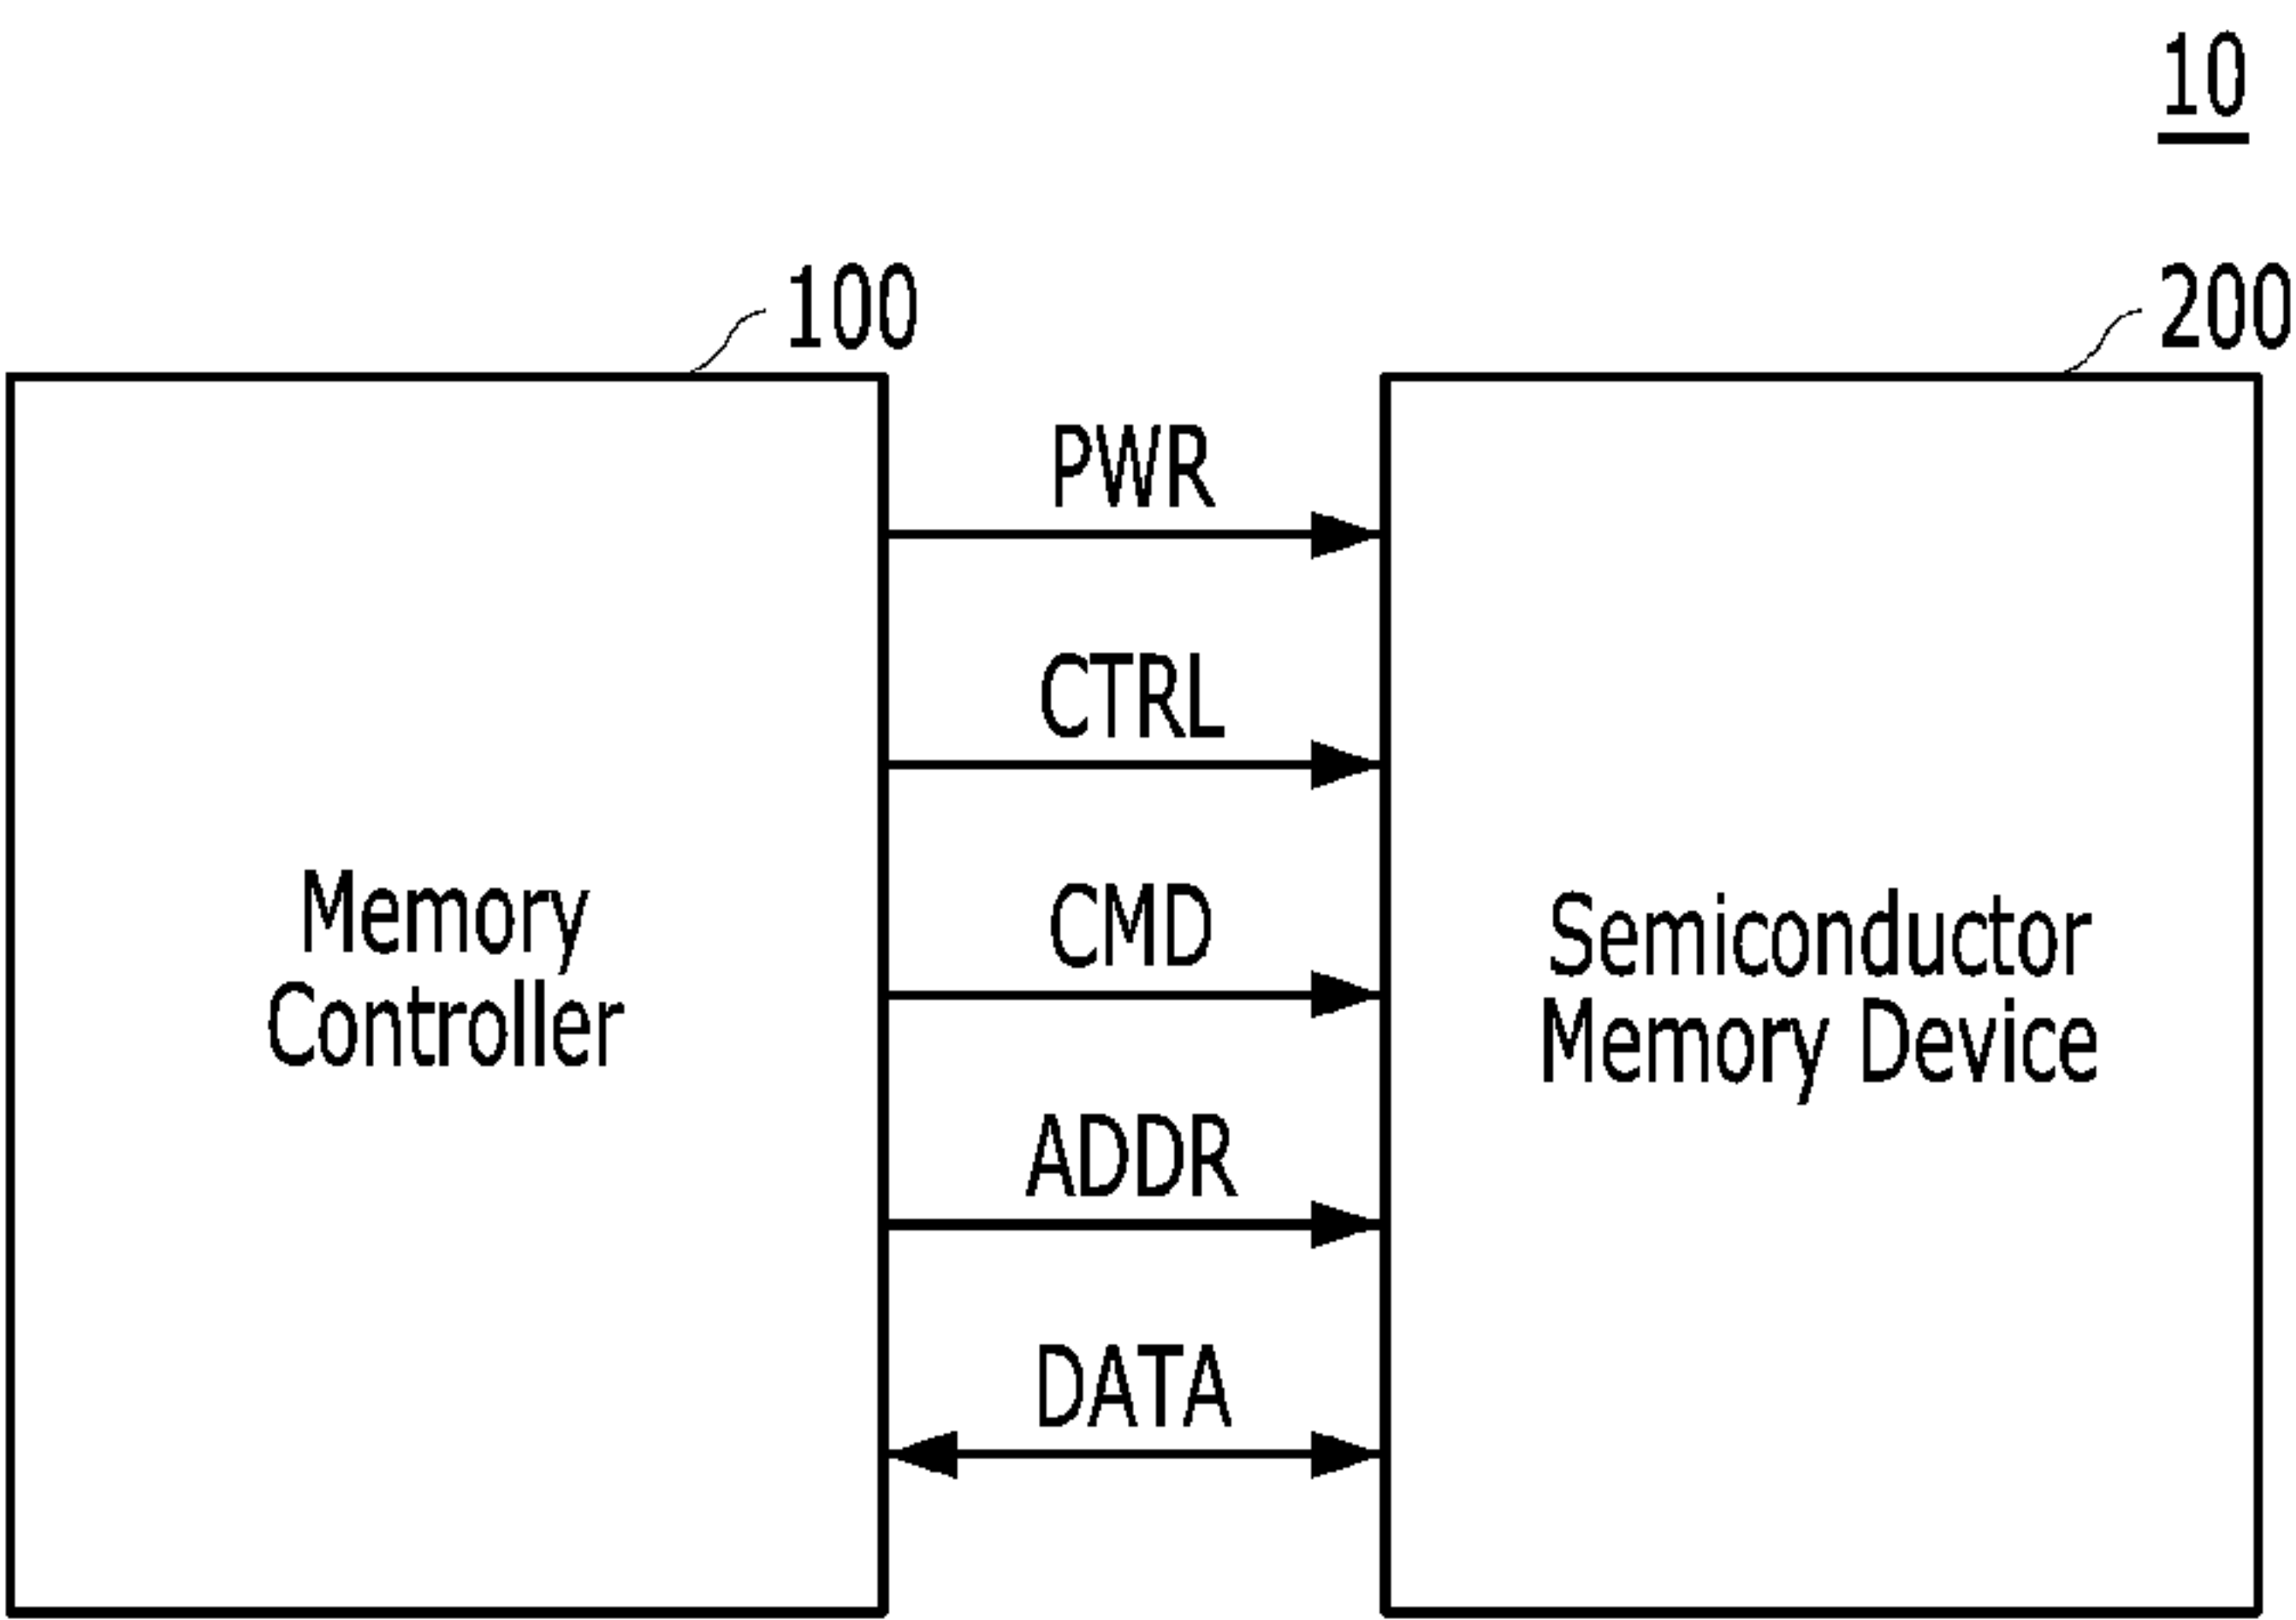 10
100
200
PWR
CTRL
CMD
Memory
Controller
Semiconductor
Memory Device
ADDR
DATA